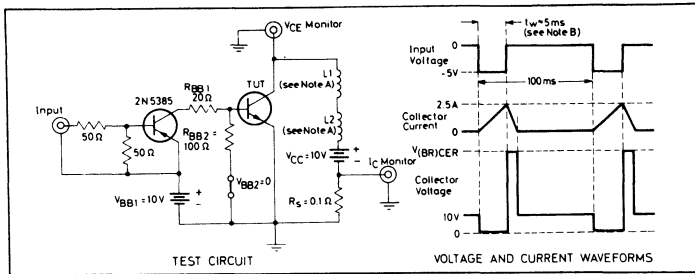 VCE Monitor
L1
(see Note A)
L2
(see Note A)
TUT
RBB1
20Ω
2N5385
Input
50Ω
50Ω
RBB2 =
100Ω
VCC = 10V
+
-
IC Monitor
VBB1 = 10V
+
-
VBB2 = 0
RS = 0.1 Ω
TEST CIRCUIT
tw ≈ 5ms
(see Note B)
Input
Voltage
0
-5V
100ms
2.5A
Collector
Current
0
V(BR)CER
Collector
Voltage
10V
0
VOLTAGE AND CURRENT WAVEFORMS